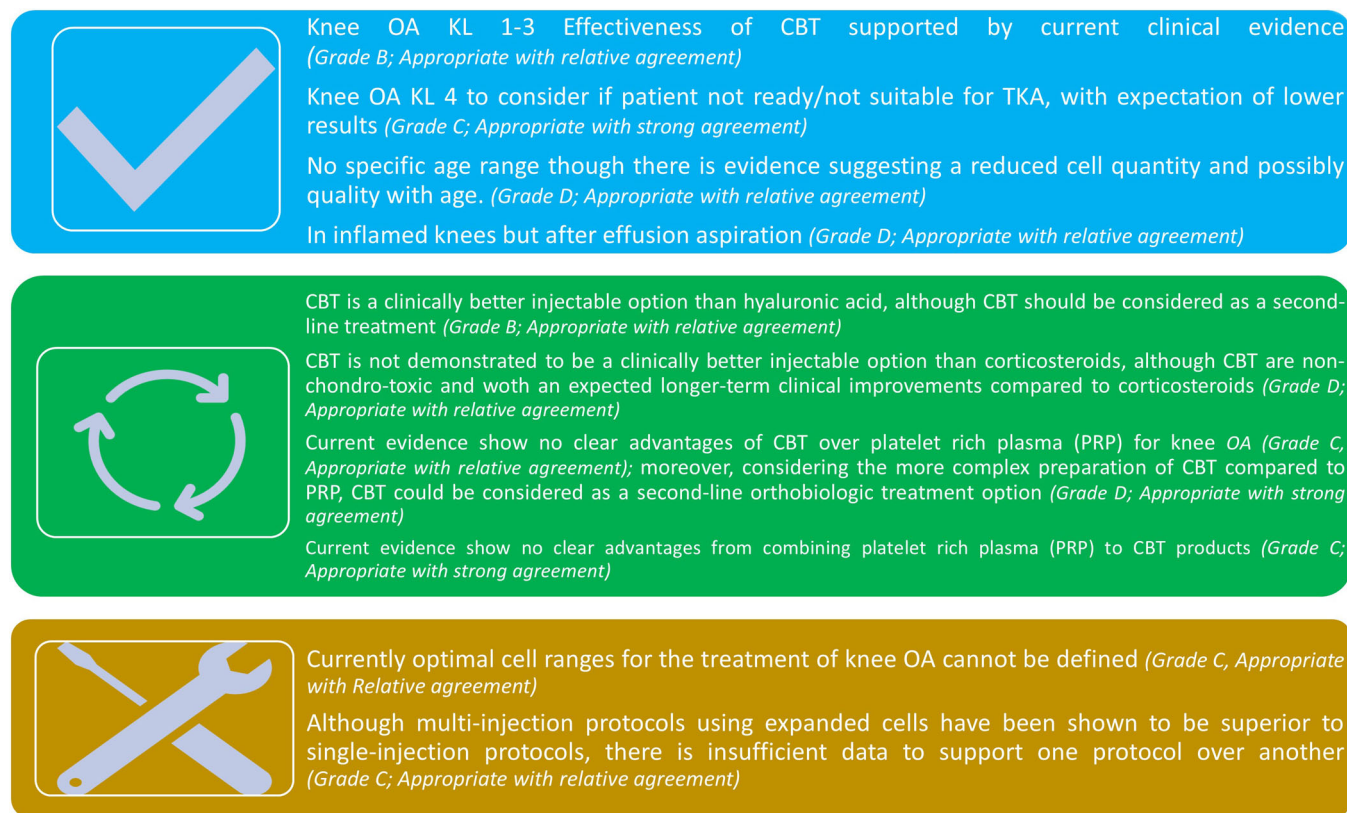 Knee OA KL 1-3 Effectiveness of CBT supported by current clinical evidence
(Grade B; Appropriate with relative agreement)
Knee OA KL 4 to consider if patient not ready/not suitable for TKA, with expectation of lower
results (Grade C; Appropriate with strong agreement)
No specific age range though there is evidence suggesting a reduced cell quantity and possibly
quality with age. (Grade D; Appropriate with relative agreement)
In inflamed knees but after effusion aspiration (Grade D; Appropriate with relative agreement)
CBT is a clinically better injectable option than hyaluronic acid, although CBT should be considered as a second-
line treatment (Grade B; Appropriate with relative agreement)
CBT is not demonstrated to be a clinically better injectable option than corticosteroids, although CBT are non-
chondro-toxic and woth an expected longer-term clinical improvements compared to corticosteroids (Grade D;
Appropriate with relative agreement)
Current evidence show no clear advantages of CBT over platelet rich plasma (PRP) for knee OA (Grade C,
Appropriate with relative agreement); moreover, considering the more complex preparation of CBT compared to
PRP, CBT could be considered as a second-line orthobiologic treatment option (Grade D; Appropriate with strong
agreement)
Current evidence show no clear advantages from combining platelet rich plasma (PRP) to CBT products (Grade C;
Appropriate with strong agreement)
Currently optimal cell ranges for the treatment of knee OA cannot be defined (Grade C, Appropriate
with Relative agreement)
Although multi-injection protocols using expanded cells have been shown to be superior to
single-injection protocols, there is insufficient data to support one protocol over another
(Grade C; Appropriate with relative agreement)